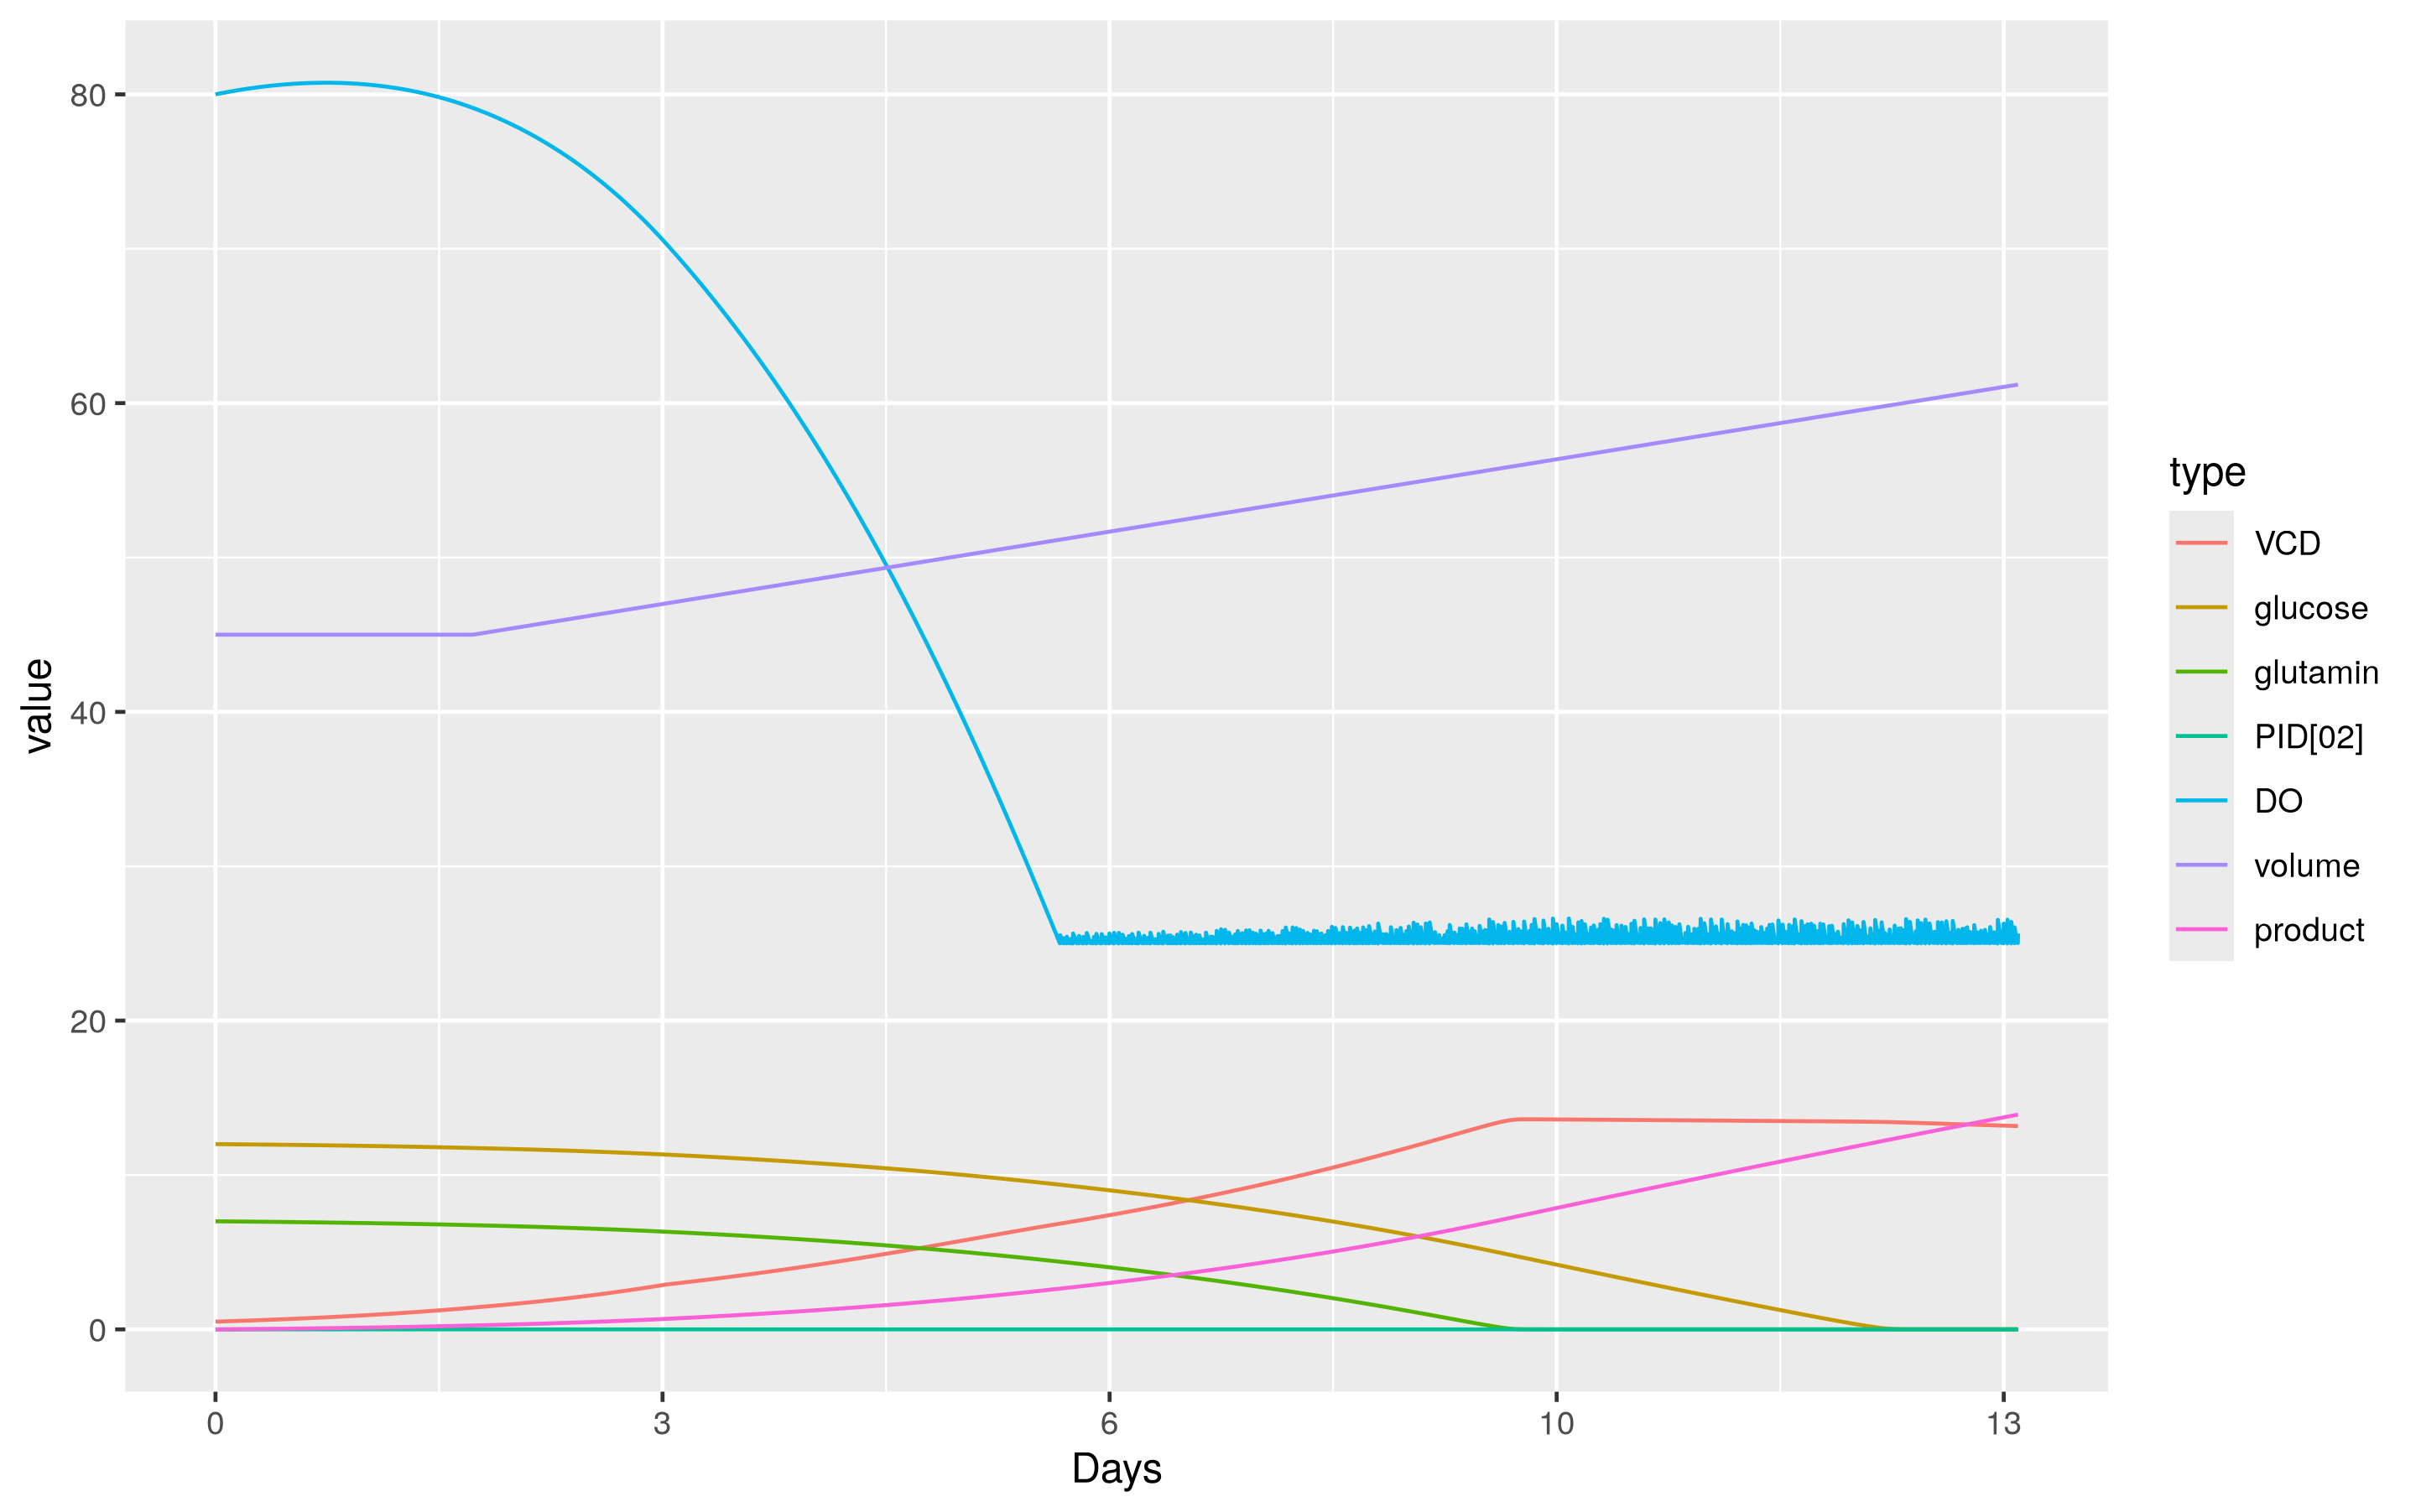 80
60
40
20
0
value
0 3 6 10 13
Days
type
VCD
glucose
glutamin
PID[02]
DO
volume
product